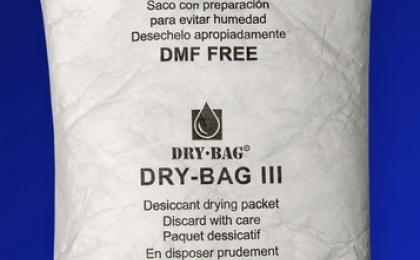 Saco con preparación
para evitar humedad
Desechelo apropiadamente
DMF FREE
DRY•BAG®
DRY-BAG III
Desiccant drying packet
Discard with care
Paquet dessicatif
En disposer prudement